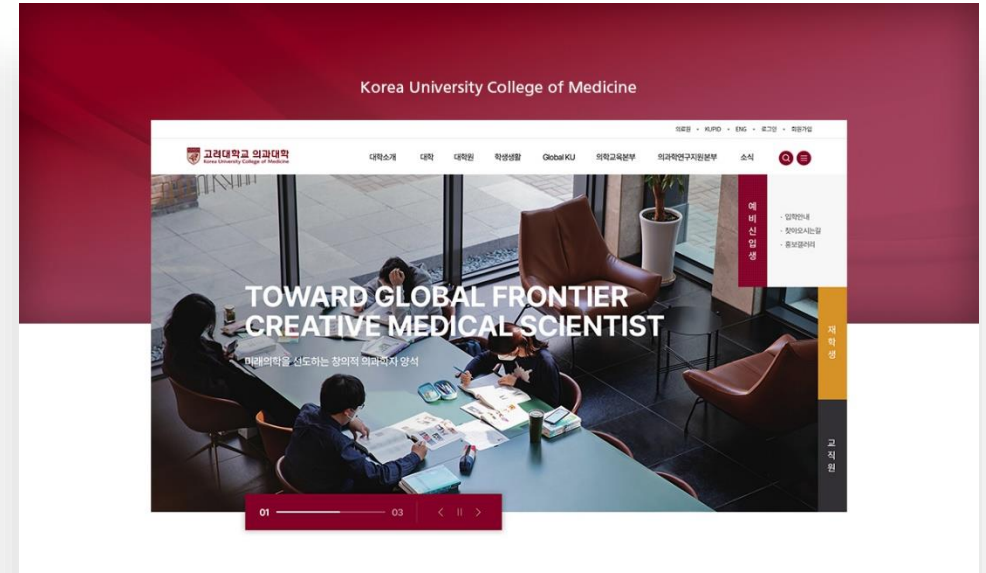 Korea University College of Medicine
의료원 • KUPID • ENG • 로그인 • 회원가입
고려대학교 의과대학
Korea University College of Medicine
대학소개 대학 대학원 학생생활 Global KU 의학교육본부 의과학연구지원본부 소식
예비신입생
· 입학안내
· 찾아오시는길
· 홍보갤러리
TOWARD GLOBAL FRONTIER
CREATIVE MEDICAL SCIENTIST
미래의학을 선도하는 창의적 의과학자 양성
재학생
교직원
01 03